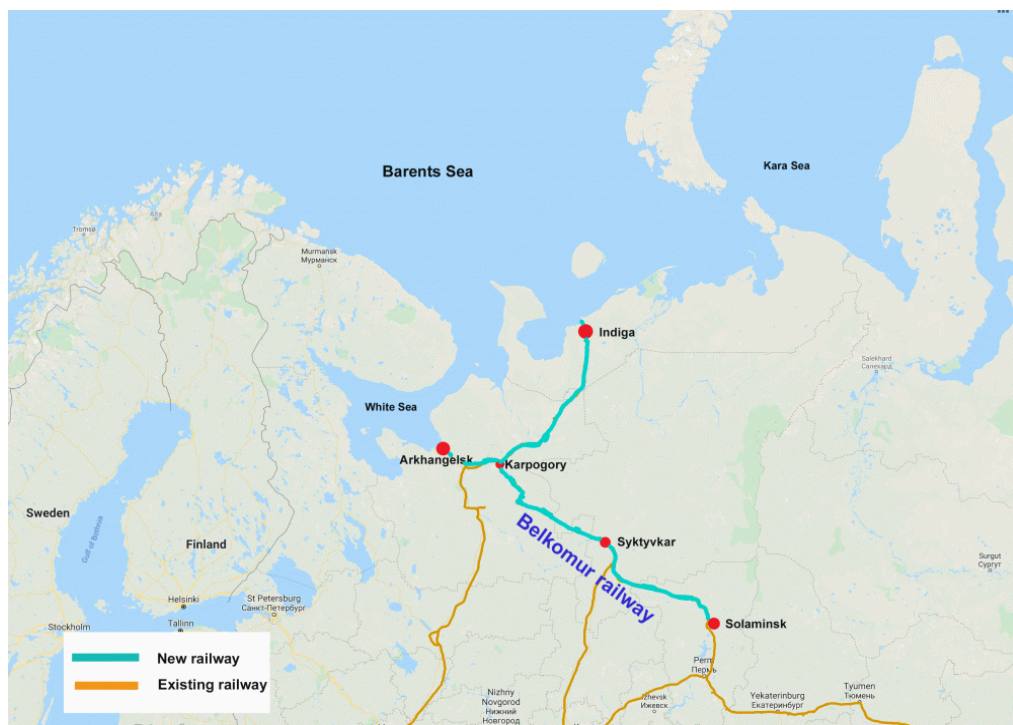 Barents Sea
Kara Sea
Tromsø
Alta
Murmansk
Мурманск
Indiga
Salekhard
Салехард
White Sea
Arkhangelsk
Karpogory
Sweden
Gulf of Bothnia
Finland
Syktyvkar
Belkomur railway
Surgut
Сургут
Helsinki
St Petersburg
Санкт-Петербург
Tallinn
Stockholm
Solaminsk
New railway
Existing railway
Perm
Пермь
Nizhny
Novgorod
Нижний
Новгород
Izhevsk
Ижевск
Yekaterinburg
Екатеринбург
Tyumen
Тюмень